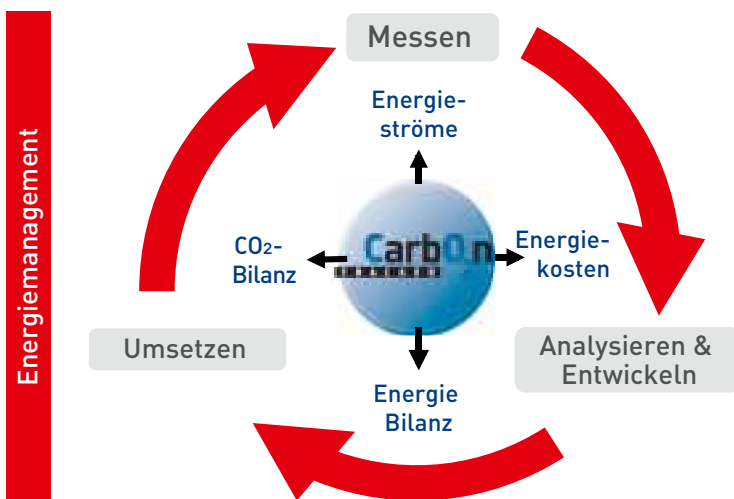 Energiemanagement
Messen
Energie-
ströme
CO₂-
Bilanz
CarbOn
Energie-
kosten
Umsetzen
Analysieren &
Entwickeln
Energie
Bilanz